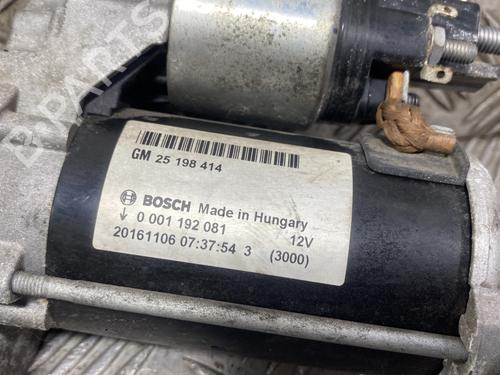 B-PARTS
GM 25 198 414
BOSCH Made in Hungary
0 001 192 081 12V
20161106 07:37:54 3 (3000)